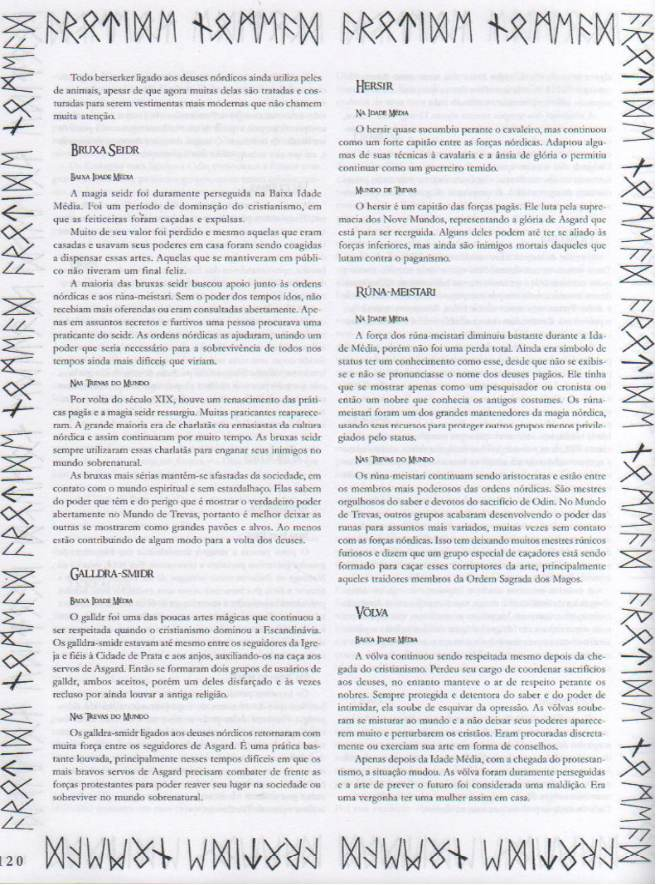 Todo berserker ligado aos deuses nórdicos ainda utiliza peles
de animais, apesar de que agora muitas delas são tratadas e cos-
turadas para serem vestimentas mais modernas que não chamem
muita atenção.
BRUXA SEIDR
BAIXA IDADE MÉDIA
A magia seidr foi duramente perseguida na Baixa Idade
Média. Foi um período de dominação do cristianismo, em
que as feiticeiras foram caçadas e expulsas.
Muito de seu valor foi perdido e mesmo aquelas que eram
casadas e usavam seus poderes em casa foram sendo coagidas
a dispensar essas artes. Aquelas que se mantiveram em públi-
co não tiveram um final feliz.
A maioria das bruxas seidr buscou apoio junto às ordens
nórdicas e aos rúna-meistari. Sem o poder dos tempos idos, não
recebiam mais oferendas ou eram consultadas abertamente. Ape-
nas em assuntos secretos e furtivos uma pessoa procurava uma
praticante do seidr. As ordens nórdicas as ajudaram, unindo um
poder que seria necessário para a sobrevivência de todos nos
tempos ainda mais difíceis que viriam.
NAS TREVAS DO MUNDO
Por volta do século XIX, houve um renascimento das práti-
cas pagãs e a magia seidr ressurgiu. Muitas praticantes reaparece-
ram. A grande maioria era de charlatãs ou entusiastas da cultura
nórdica e assim continuaram por muito tempo. As bruxas seidr
sempre utilizaram essas charlatãs para enganar seus inimigos no
mundo sobrenatural.
As bruxas mais sérias mantêm-se afastadas da sociedade, em
contato com o mundo espiritual e sem estardalhaço. Elas sabem
do poder que têm e do perigo que é mostrar o verdadeiro poder
abertamente no Mundo de Trevas, portanto é melhor deixar as
outras se mostrarem como grandes pavões e alvos. Ao menos
estão contribuindo de algum modo para a volta dos deuses.
GALLDRA-SMIDR
BAIXA IDADE MÉDIA
O galldr foi uma das poucas artes mágicas que continuou a
ser respeitada quando o cristianismo dominou a Escandinávia.
Os galldra-smidr estavam até mesmo entre os seguidores da Igre-
ja e fiéis à Cidade de Prata e aos anjos, auxiliando-os na caça aos
servos de Asgard. Então se formaram dois grupos de usuários de
galldr, ambos aceitos, porém um deles disfarçado e às vezes
recluso por ainda louvar a antiga religião.
NAS TREVAS DO MUNDO
Os galldra-smidr ligados aos deuses nórdicos retornaram com
muita força entre os seguidores de Asgard. É uma prática bas-
tante louvada, principalmente nesses tempos difíceis em que os
mais bravos servos de Asgard precisam combater de frente as
forças protestantes para poder reaver seu lugar na sociedade ou
sobreviver no mundo sobrenatural.
HERSIR
NA IDADE MÉDIA
O hersir quase sucumbiu perante o cavaleiro, mas continuou
como um forte capitão entre as forças nórdicas. Adaptou algu-
mas de suas técnicas à cavalaria e a ânsia de glória o permitiu
continuar como um guerreiro temido.
MUNDO DE TREVAS
O hersir é um capitão das forças pagãs. Ele luta pela supre-
macia dos Nove Mundos, representando a glória de Asgard que
está para ser reerguida. Alguns deles podem até ter se aliado às
forças inferiores, mas ainda são inimigos mortais daqueles que
lutam contra o paganismo.
RÚNA-MEISTARI
NA IDADE MÉDIA
A força dos rúna-meistari diminuiu bastante durante a Ida-
de Média, porém não foi uma perda total. Ainda era símbolo de
status ter um conhecimento como esse, desde que não se exibis-
se e não se pronunciasse o nome dos deuses pagãos. Ele tinha
que se mostrar apenas como um pesquisador ou cronista ou
então um nobre que conhecia os antigos costumes. Os rúna-
meistari foram um dos grandes mantenedores da magia nórdica,
usando seus recursos para proteger outros grupos menos privile-
giados pelo status.
NAS TREVAS DO MUNDO
Os rúna-meistari continuam sendo aristocratas e estão entre
os membros mais poderosos das ordens nórdicas. São mestres
orgulhosos do saber e devotos do sacrifício de Odin. No Mundo
de Trevas, outros grupos acabaram desenvolvendo o poder das
runas para assuntos mais variados, muitas vezes sem contato
com as forças nórdicas. Isso tem deixando muitos mestres rúnicos
furiosos e dizem que um grupo especial de caçadores está sendo
formado para caçar esses corruptores da arte, principalmente
aqueles traidores membros da Ordem Sagrada dos Magos.
VÖLVA
BAIXA IDADE MÉDIA
A völva continuou sendo respeitada mesmo depois da che-
gada do cristianismo. Perdeu seu cargo de coordenar sacrifícios
aos deuses, no entanto manteve o ar de respeito perante os
nobres. Sempre protegida e detentora do saber e do poder de
intimidar, ela soube de esquivar da opressão. As völvas soube-
ram se misturar ao mundo e a não deixar seus poderes aparece-
rem muito e perturbarem os cristãos. Eram procuradas discreta-
mente ou exerciam sua arte em forma de conselhos.
Apenas depois da Idade Média, com a chegada do protestan-
tismo, a situação mudou. As völva foram duramente perseguidas
e a arte de prever o futuro foi considerada uma maldição. Era
uma vergonha ter uma mulher assim em casa.
120